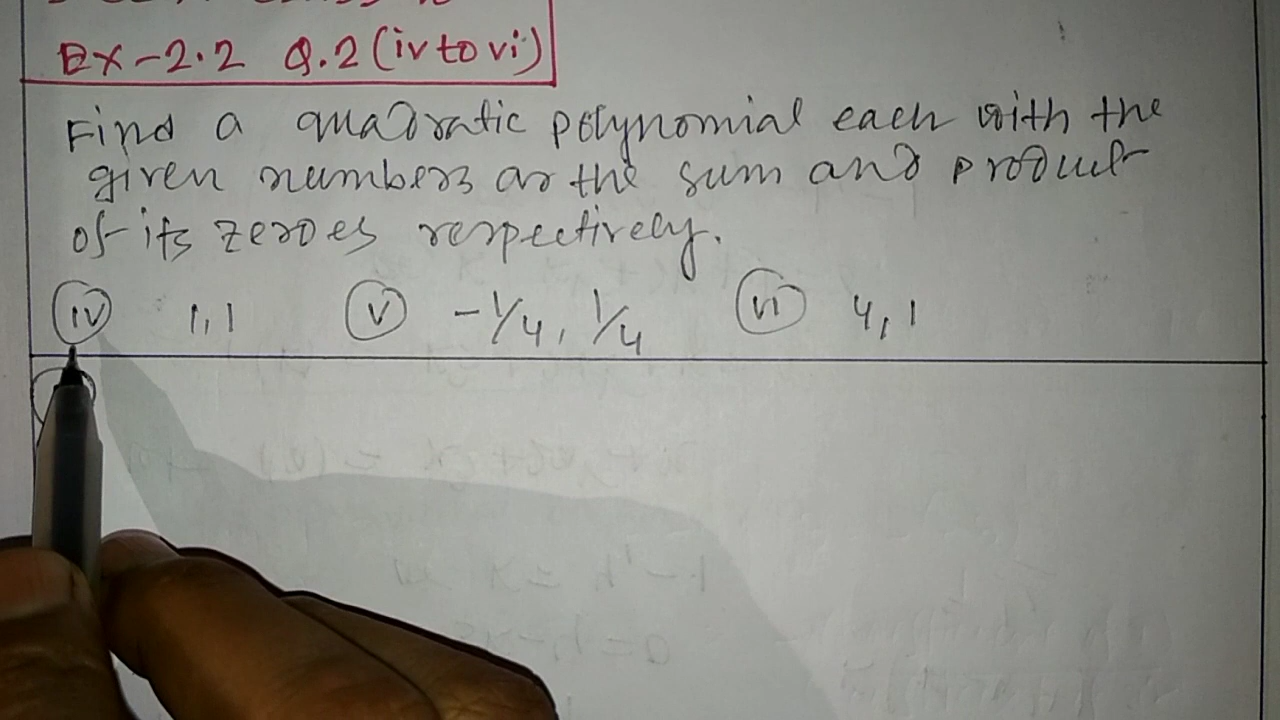 Ex-2.2 Q.2 (iv to vi)
Find a quadratic polynomial each with the
given numbers as the sum and product
of its zeroes respectively.
(iv) 1, 1 (v) -1/4, 1/4 (vi) 4, 1